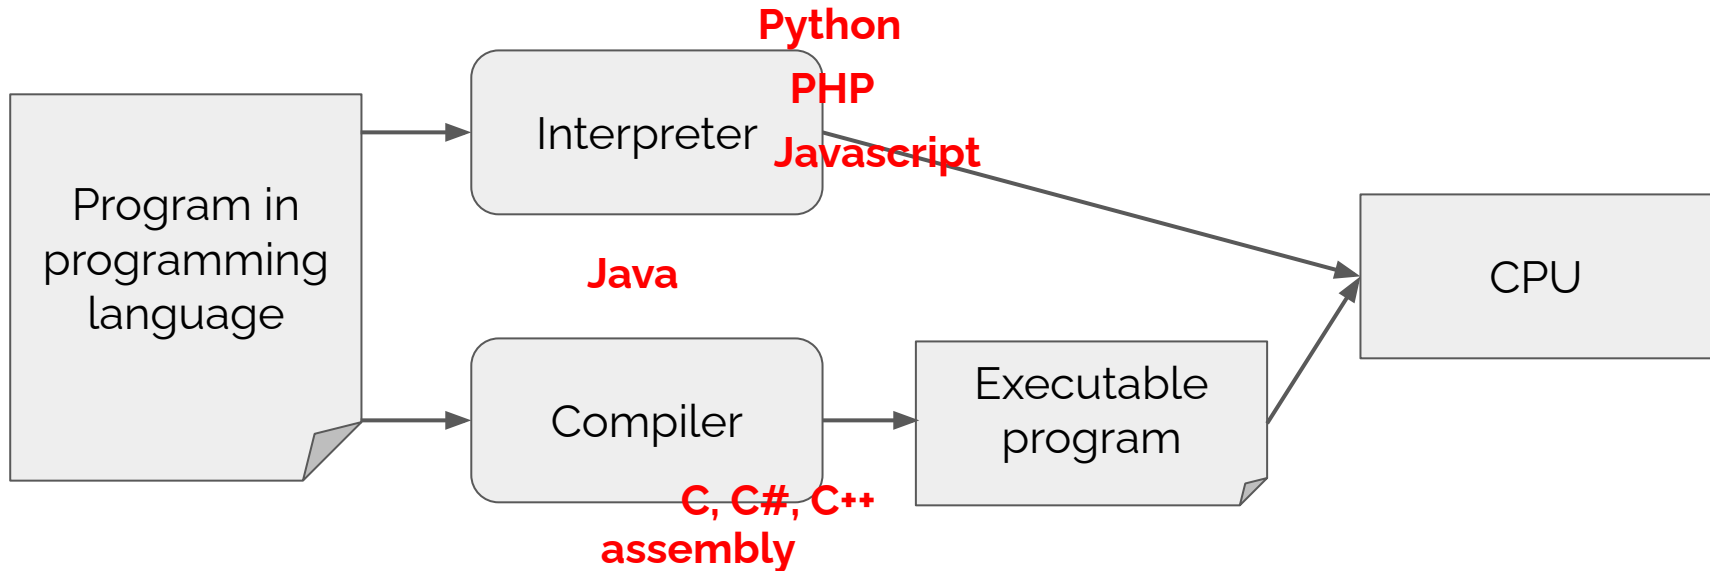 Python
PHP
Javascript
Interpreter
Program in
programming
language
Java
CPU
Compiler
Executable
program
C, C#, C++
assembly